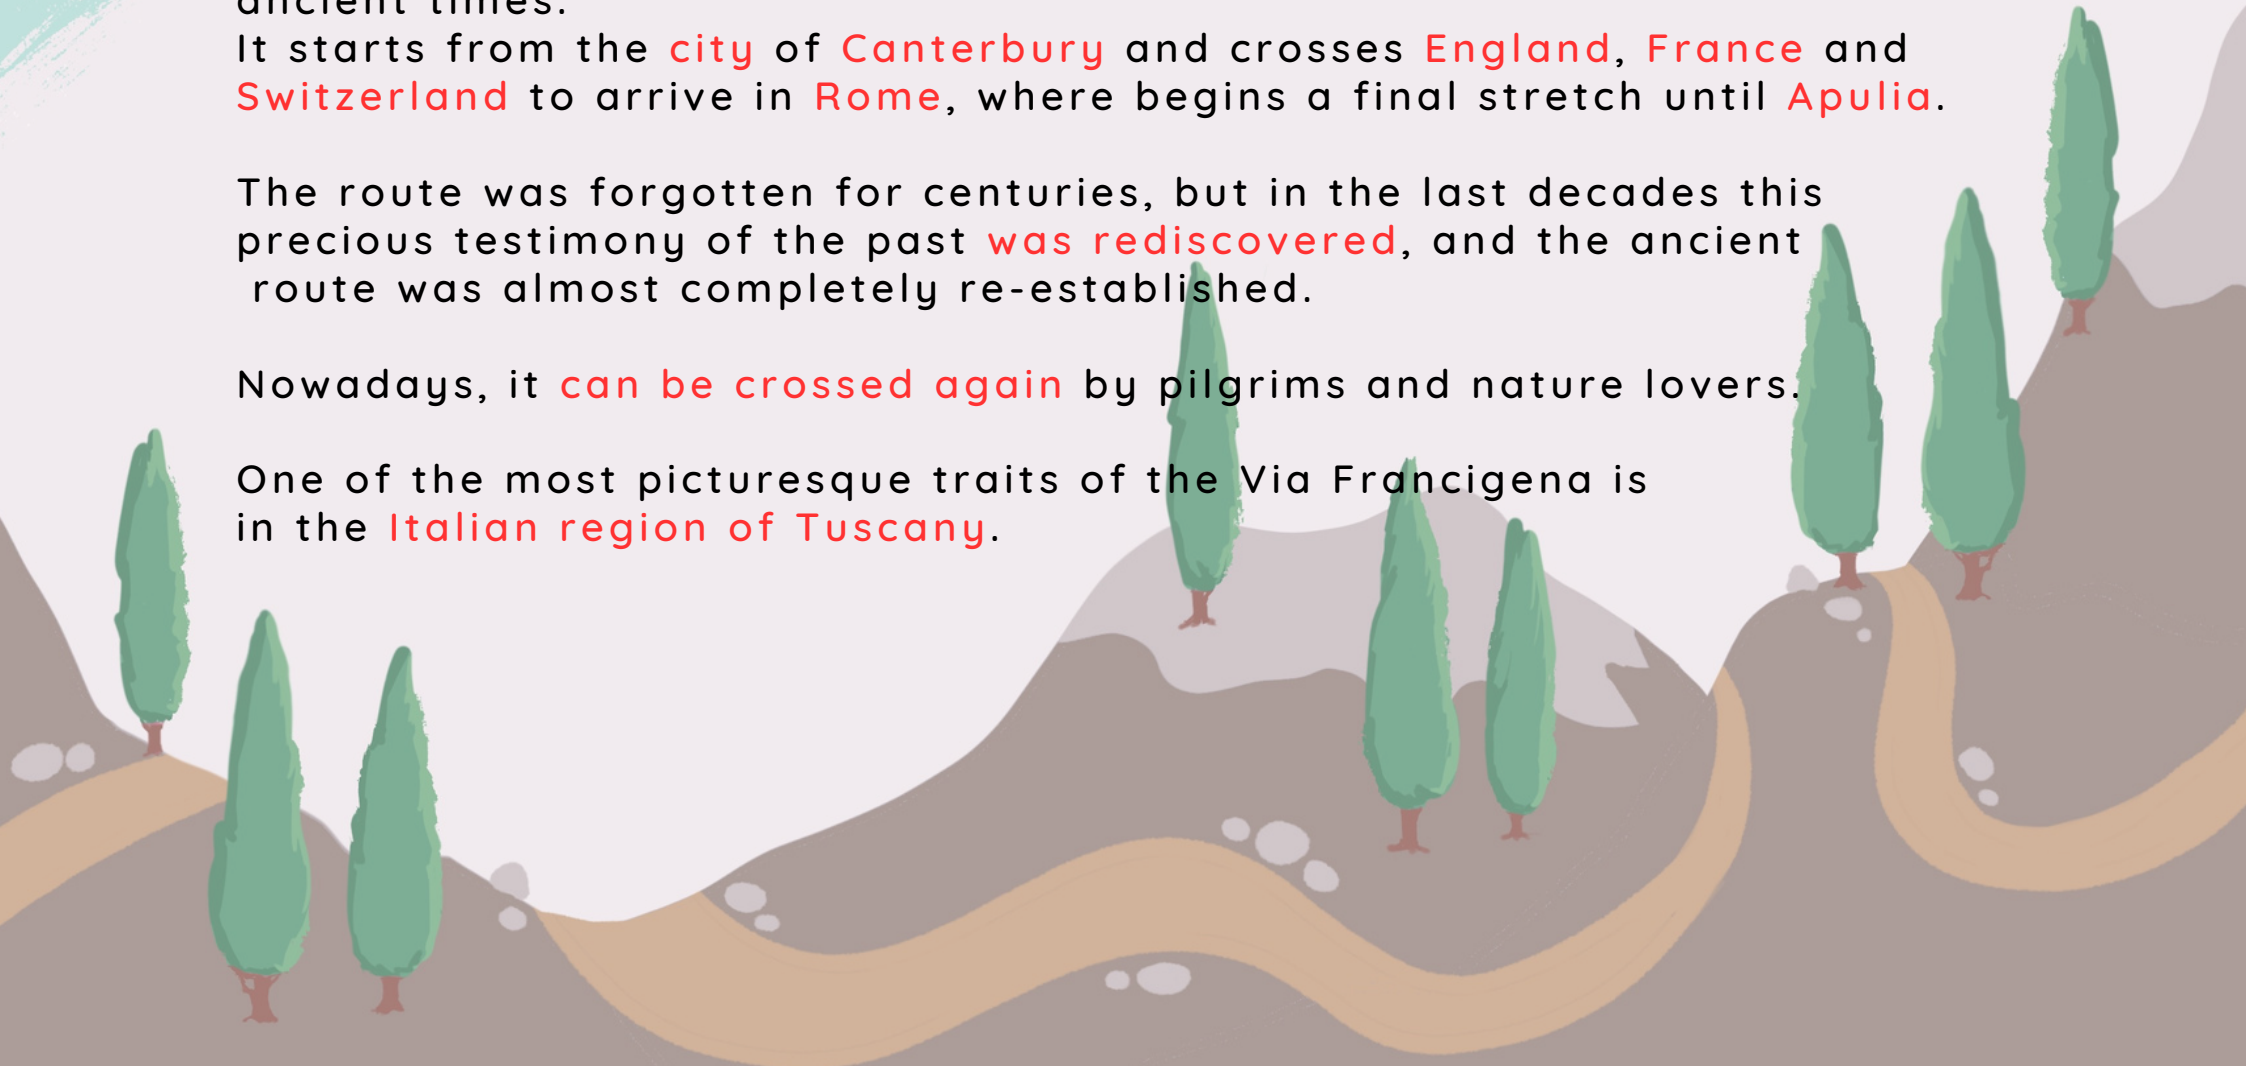 ancient times.
It starts from the city of Canterbury and crosses England, France and
Switzerland to arrive in Rome, where begins a final stretch until Apulia.
The route was forgotten for centuries, but in the last decades this
precious testimony of the past was rediscovered, and the ancient
route was almost completely re-established.
Nowadays, it can be crossed again by pilgrims and nature lovers.
One of the most picturesque traits of the Via Francigena is
in the Italian region of Tuscany.